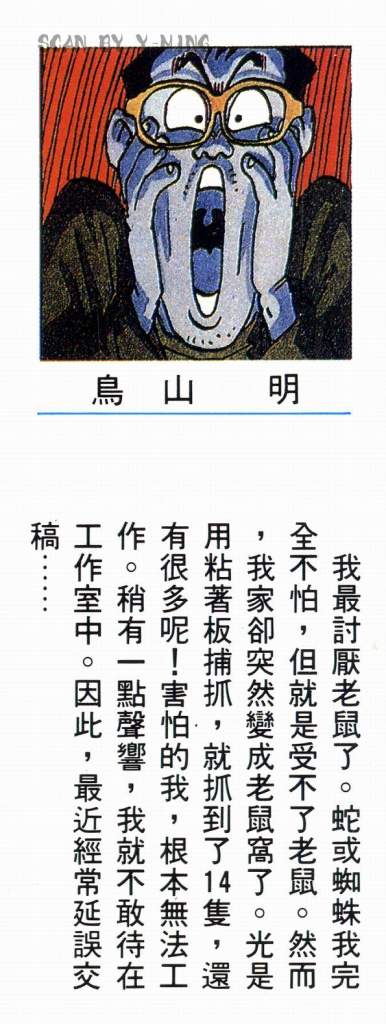 SCAN BY Y-NING
鳥山 明
我最討厭老鼠了。蛇或蜘蛛我完
全不怕，但就是受不了老鼠。然而
，我家卻突然變成老鼠窩了。光是
用粘著板捕抓，就抓到了14隻，還
有很多呢！害怕的我，根本無法工
作。稍有一點聲響，我就不敢待在
工作室中。因此，最近經常延誤交
稿……